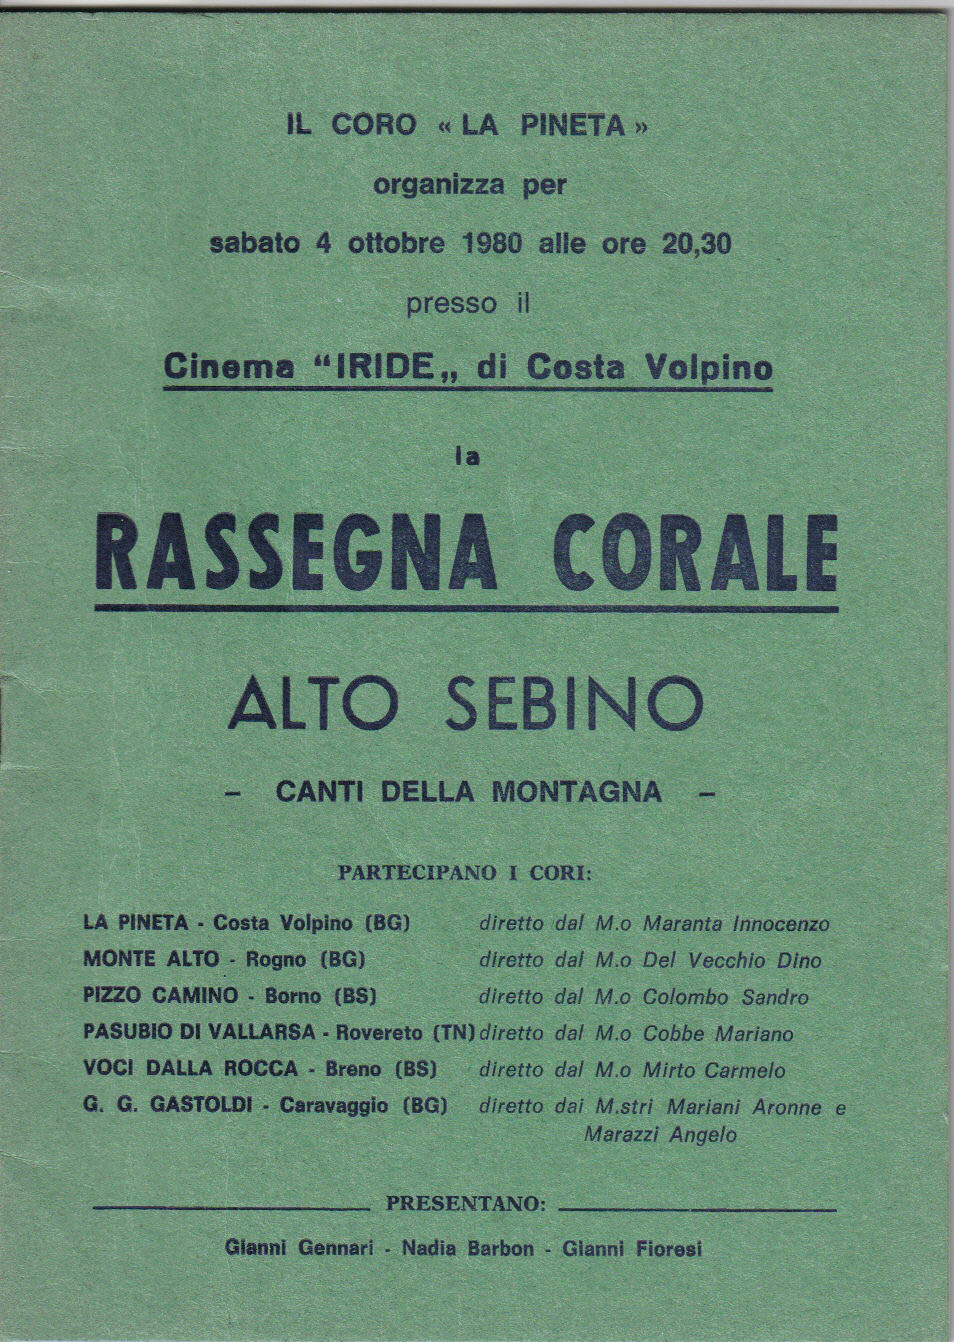 IL CORO « LA PINETA »
organizza per
sabato 4 ottobre 1980 alle ore 20,30
presso il
Cinema “IRIDE„ di Costa Volpino
la
RASSEGNA CORALE
ALTO SEBINO
– CANTI DELLA MONTAGNA –
PARTECIPANO I CORI:
LA PINETA - Costa Volpino (BG) diretto dal M.o Maranta Innocenzo
MONTE ALTO - Rogno (BG) diretto dal M.o Del Vecchio Dino
PIZZO CAMINO - Borno (BS) diretto dal M.o Colombo Sandro
PASUBIO DI VALLARSA - Rovereto (TN) diretto dal M.o Cobbe Mariano
VOCI DALLA ROCCA - Breno (BS) diretto dal M.o Mirto Carmelo
G. G. GASTOLDI - Caravaggio (BG) diretto dai M.stri Mariani Aronne e
Marazzi Angelo
PRESENTANO:
Gianni Gennari - Nadia Barbon - Gianni Fioresi